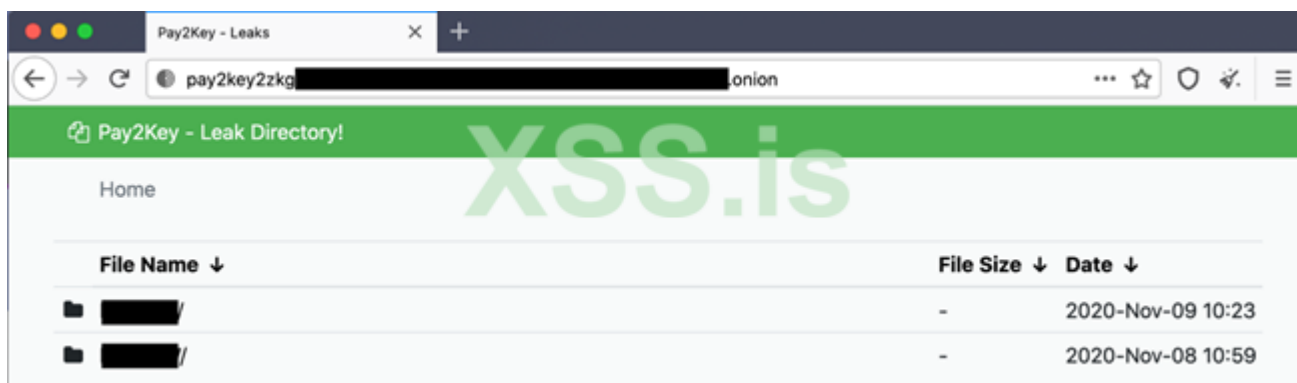 Pay2Key - Leaks
pay2key2zkg .onion
Pay2Key - Leak Directory!
XSS.is
Home
File Name ↓ File Size ↓ Date ↓
/ - 2020-Nov-09 10:23
/ - 2020-Nov-08 10:59